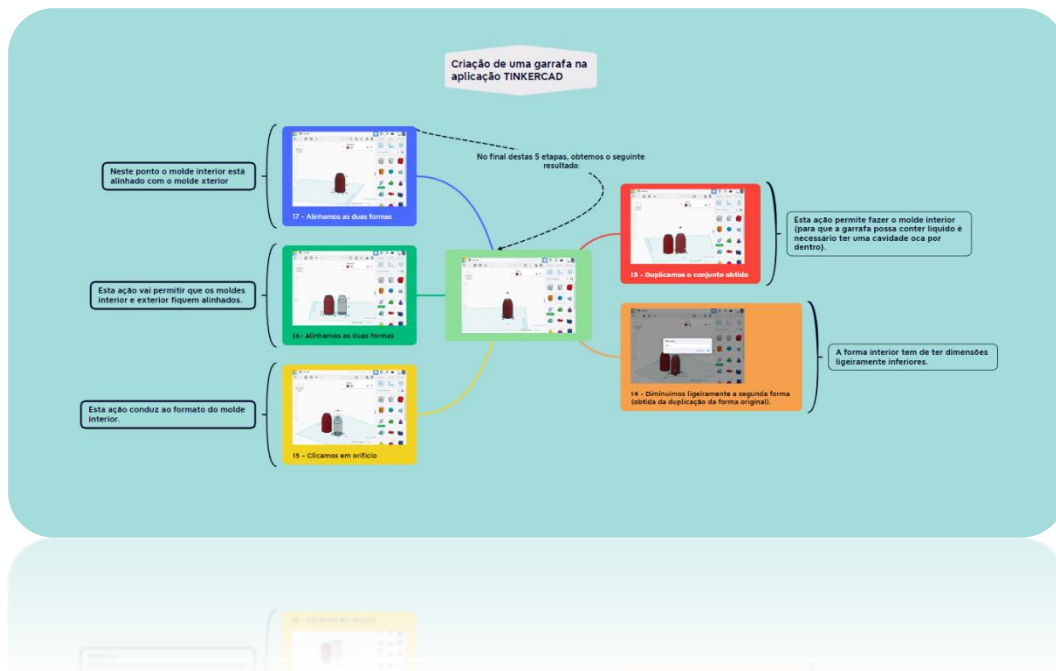 Criação de uma garrafa na
aplicação TINKERCAD
No final destas 5 etapas, obtemos o seguinte
resultado:
Neste ponto o molde interior está
alinhado com o molde xterior
17 - Alinhamos as duas formas
Esta ação vai permitir que os moldes
interior e exterior fiquem alinhados.
16- Alinhamos as duas formas
Esta ação conduz ao formato do molde
interior.
15 - Clicamos em orifício
13 - Duplicamos o conjunto obtido
Esta ação permite fazer o molde interior
(para que a garrafa possa conter líquido é
necessário ter uma cavidade oca por
dentro).
14 - Diminuímos ligeiramente a segunda forma
(obtida da duplicação da forma original).
A forma interior tem de ter dimensões
ligeiramente inferiores.